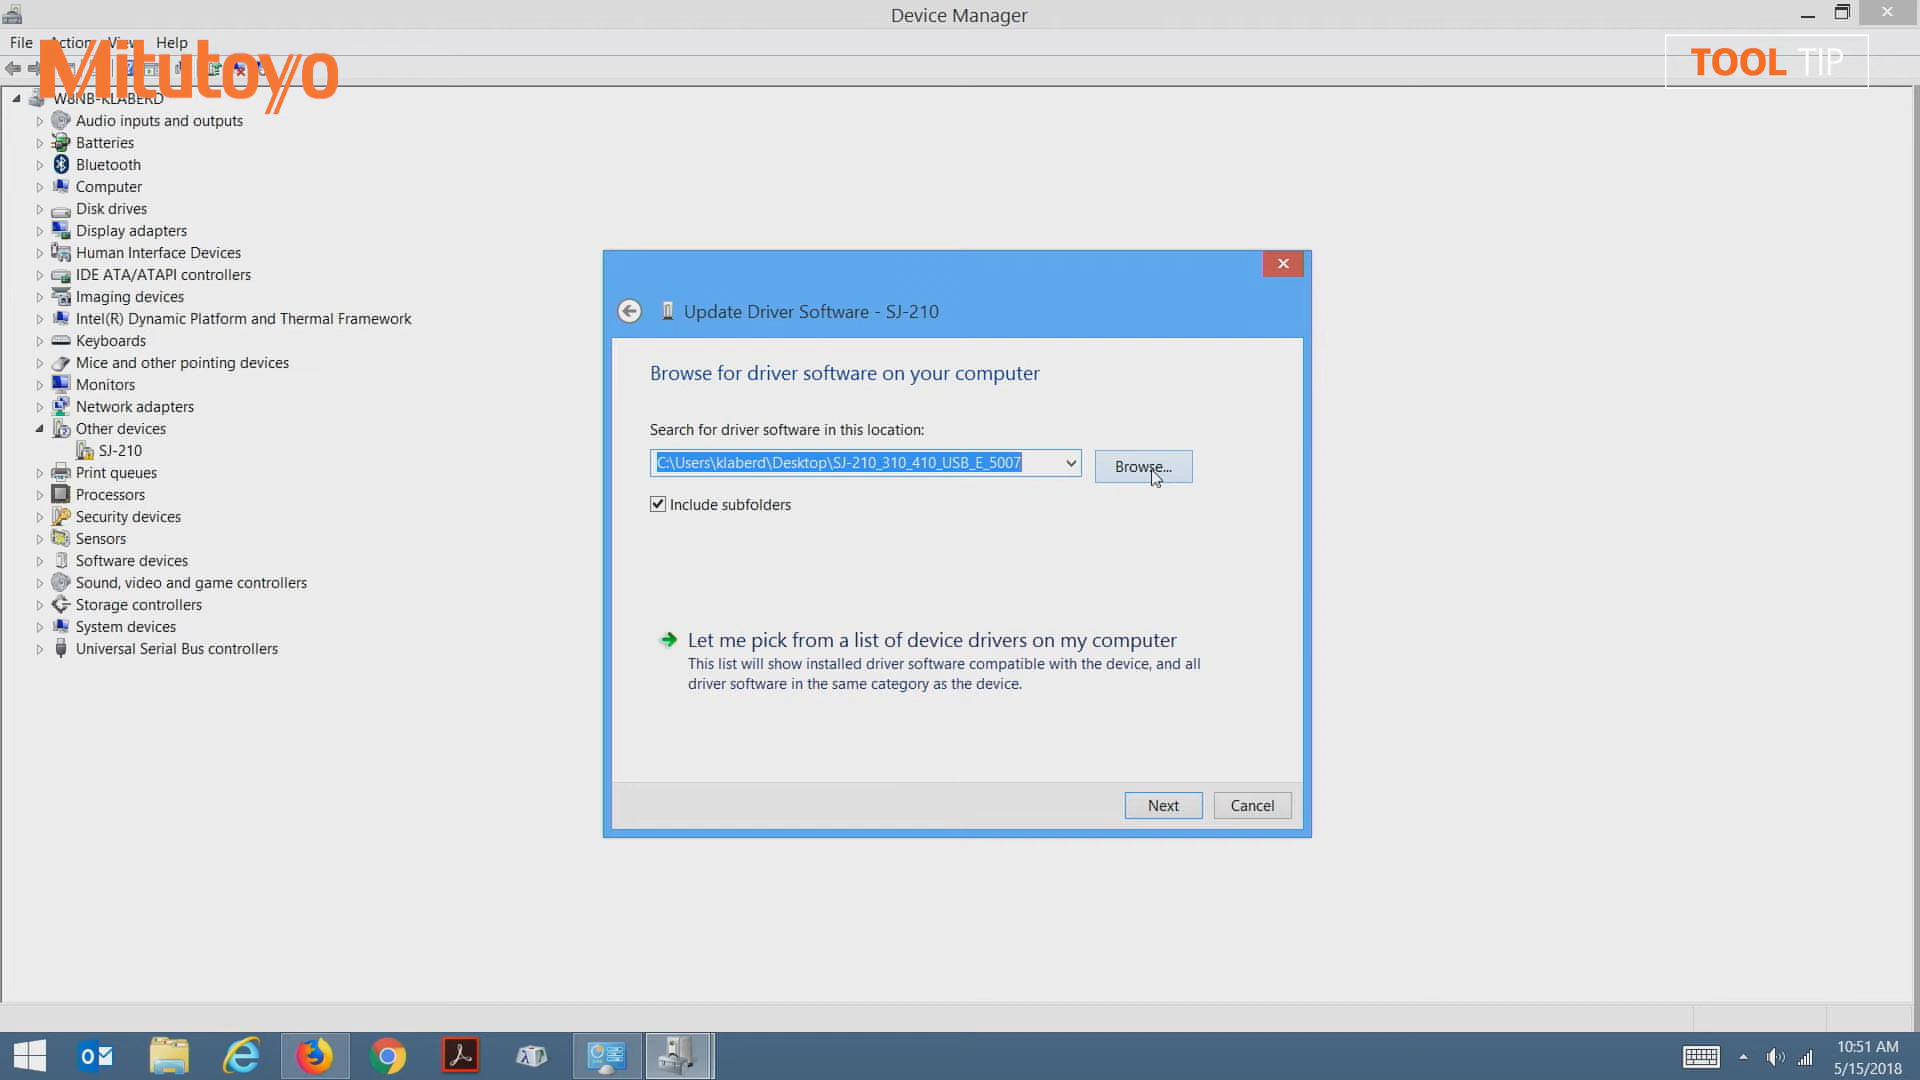 Device Manager
File Action View Help
Mitutoyo
TOOL TIP
W8NB-KLABERD
Audio inputs and outputs
Batteries
Bluetooth
Computer
Disk drives
Display adapters
Human Interface Devices
IDE ATA/ATAPI controllers
Imaging devices
Intel(R) Dynamic Platform and Thermal Framework
Keyboards
Mice and other pointing devices
Monitors
Network adapters
Other devices
SJ-210
Print queues
Processors
Security devices
Sensors
Software devices
Sound, video and game controllers
Storage controllers
System devices
Universal Serial Bus controllers
Update Driver Software - SJ-210
Browse for driver software on your computer
Search for driver software in this location:
C:\Users\klaberd\Desktop\SJ-210_310_410_USB_E_5007
Browse...
Include subfolders
Let me pick from a list of device drivers on my computer
This list will show installed driver software compatible with the device, and all
driver software in the same category as the device.
Next
Cancel
10:51 AM
5/15/2018